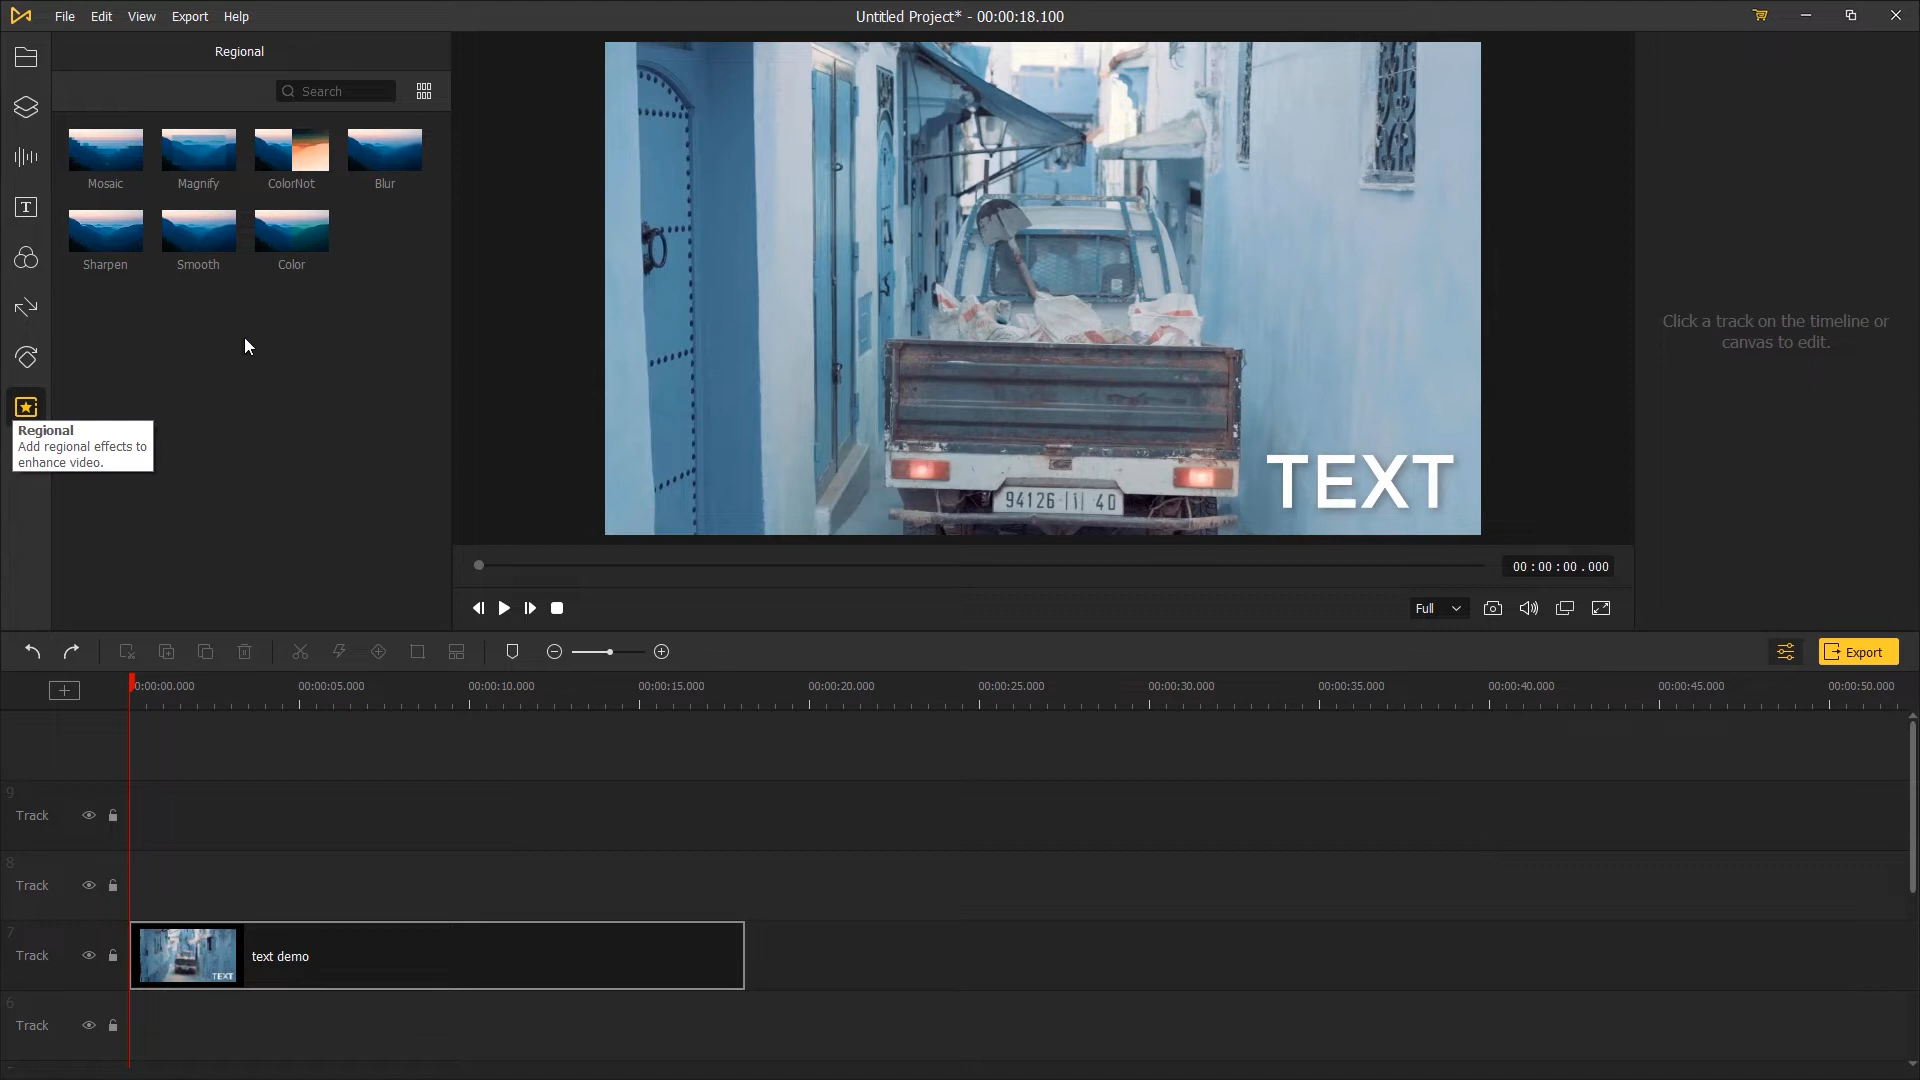 File Edit View Export Help
Untitled Project* - 00:00:18.100
Regional
Search
Mosaic Magnify ColorNot Blur
Sharpen Smooth Color
Regional
Add regional effects to
enhance video.
TEXT
94126
40
Click a track on the timeline or
canvas to edit.
00 : 00 : 00 . 000
Full
Export
0:00:00.000 00:00:05.000 00:00:10.000 00:00:15.000 00:00:20.000 00:00:25.000 00:00:30.000 00:00:35.000 00:00:40.000 00:00:45.000 00:00:50.000
9
Track
8
Track
7
Track
TEXT
text demo
6
Track